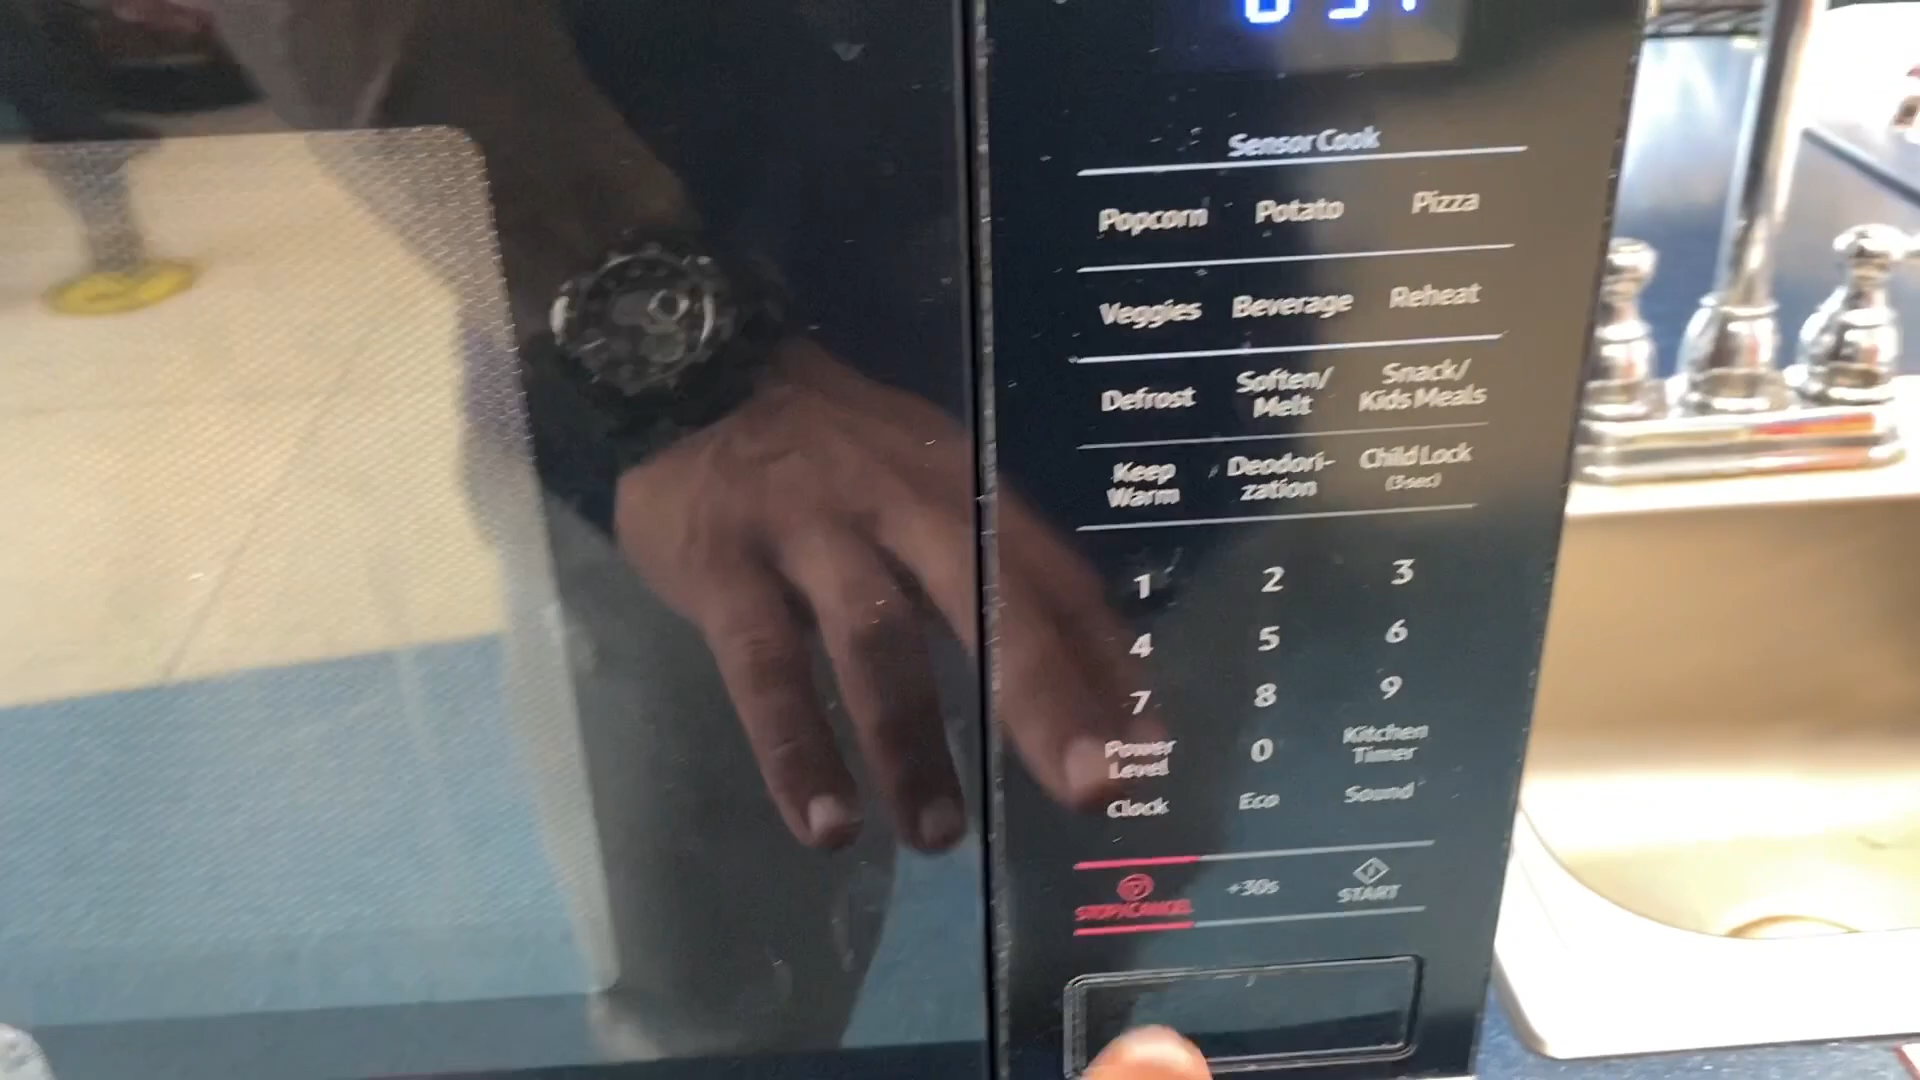 Sensor Cook
Popcorn Potato Pizza
Veggies Beverage Reheat
Defrost Soften/ Melt Snack/ Kids Meals
Keep Warm Deodori- zation Child Lock (3 sec)
1 2 3
4 5 6
7 8 9
Power Level 0 Kitchen Timer
Clock Eco Sound
STOP/CANCEL +30s START